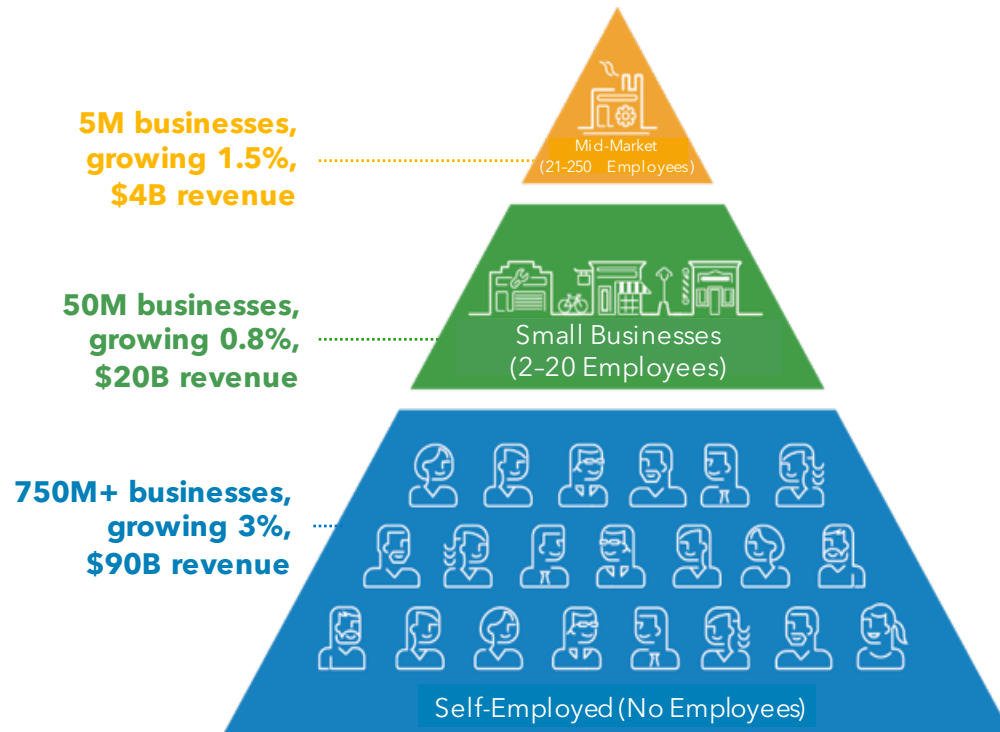 5M businesses,
growing 1.5%,
$4B revenue
Mid-Market
(21-250 Employees)
50M businesses,
growing 0.8%,
$20B revenue
Small Businesses
(2-20 Employees)
750M+ businesses,
growing 3%,
$90B revenue
Self-Employed (No Employees)